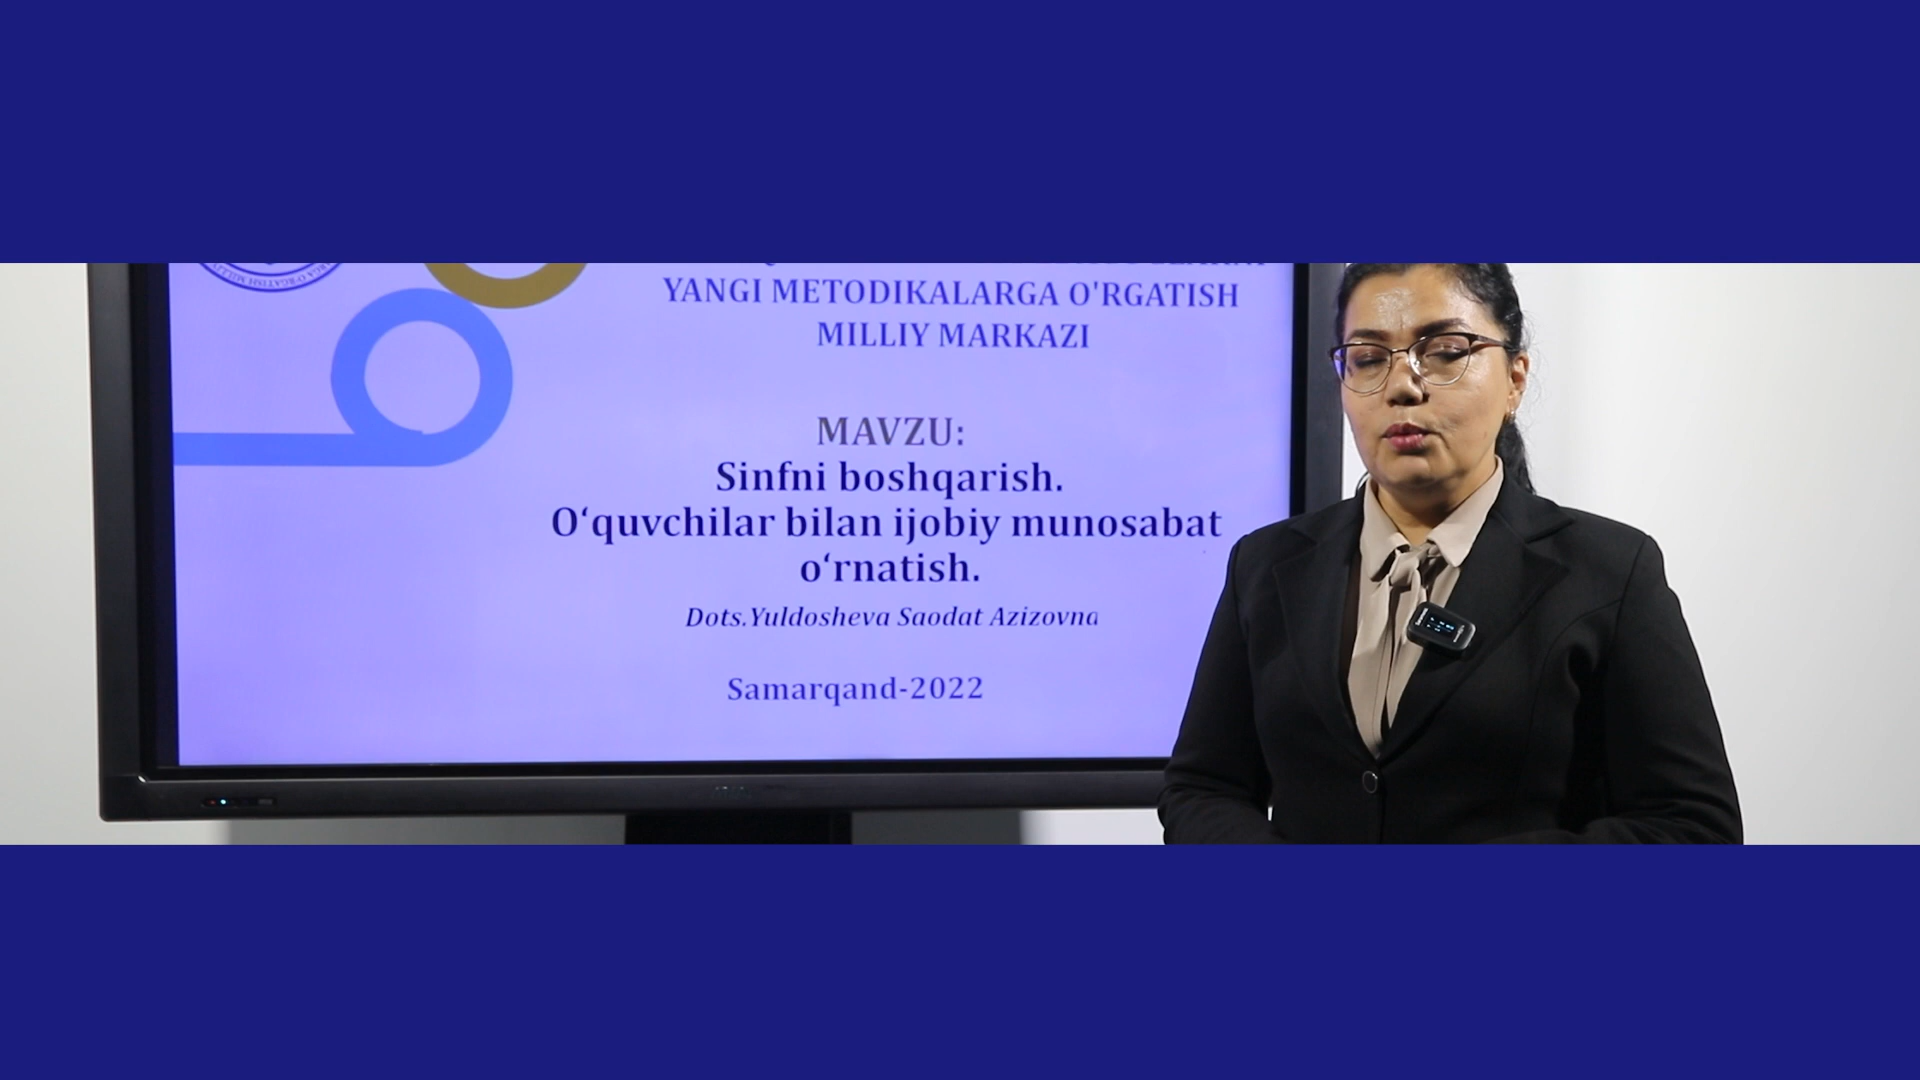 YANGI METODIKALARGA O'RGATISH
MILLIY MARKAZI
MAVZU:
Sinfni boshqarish.
O‘quvchilar bilan ijobiy munosabat
o‘rnatish.
Dots.Yuldosheva Saodat Azizovna
Samarqand-2022